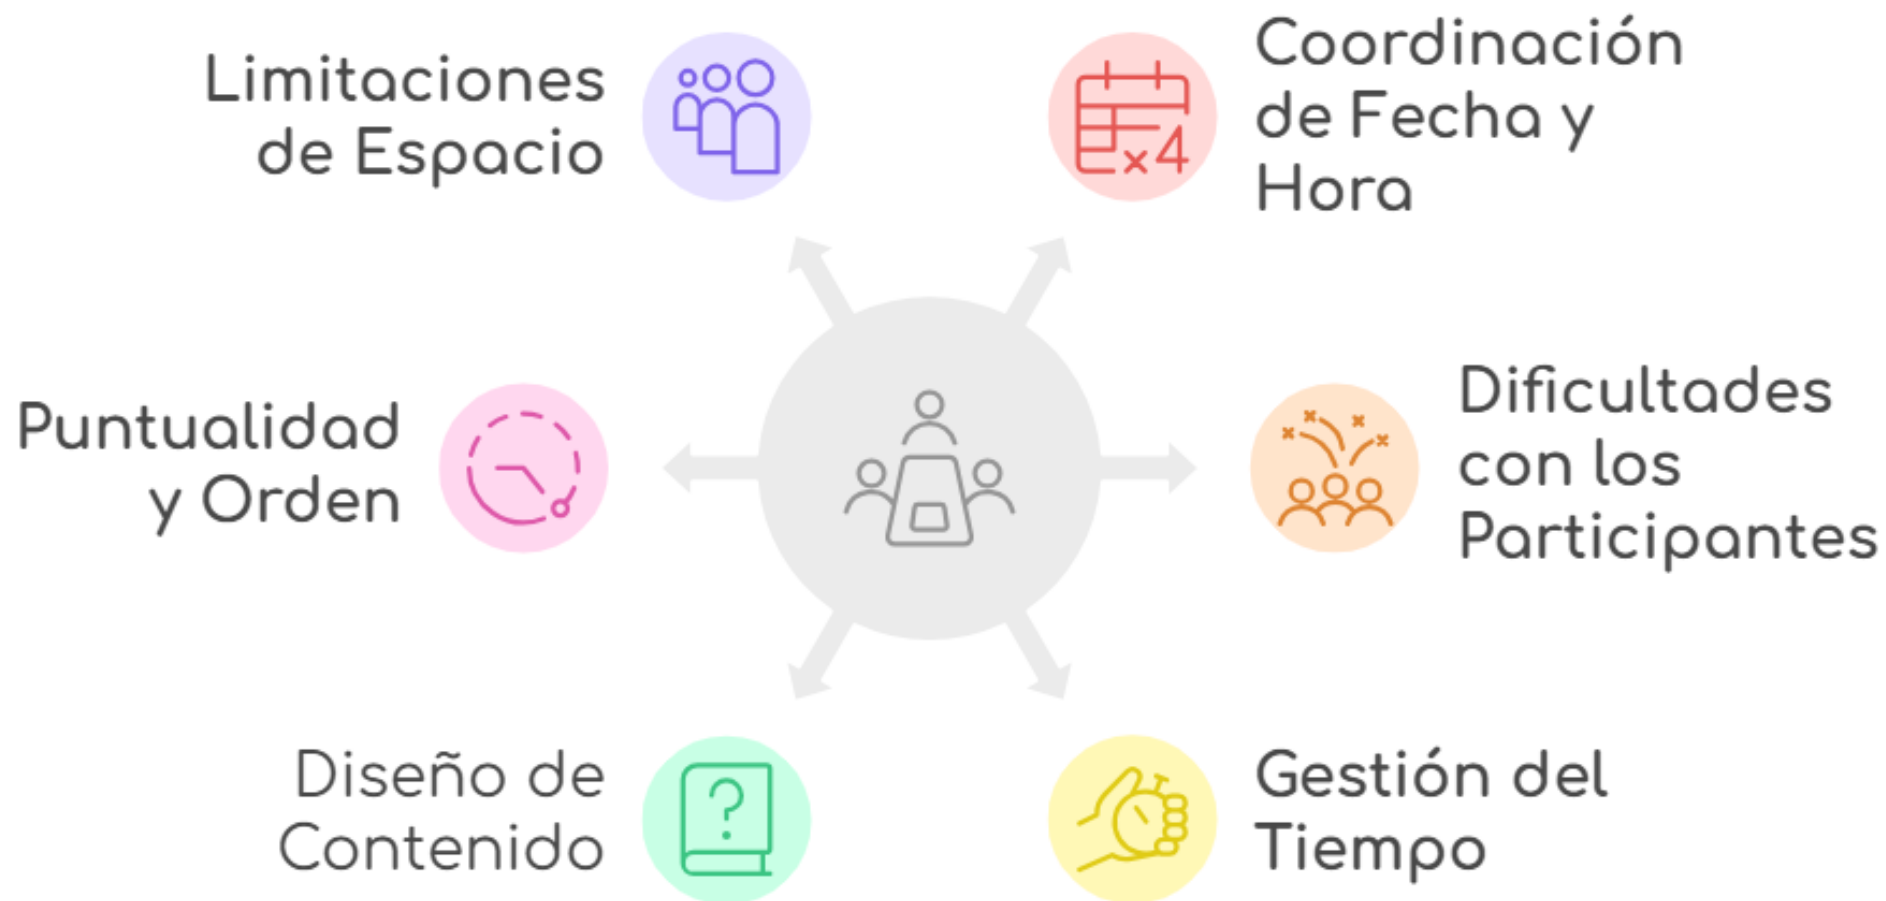 Limitaciones
de Espacio
Coordinación
de Fecha y
Hora
×4
Puntualidad
y Orden
Dificultades
con los
Participantes
Diseño de
Contenido
?
Gestión del
Tiempo